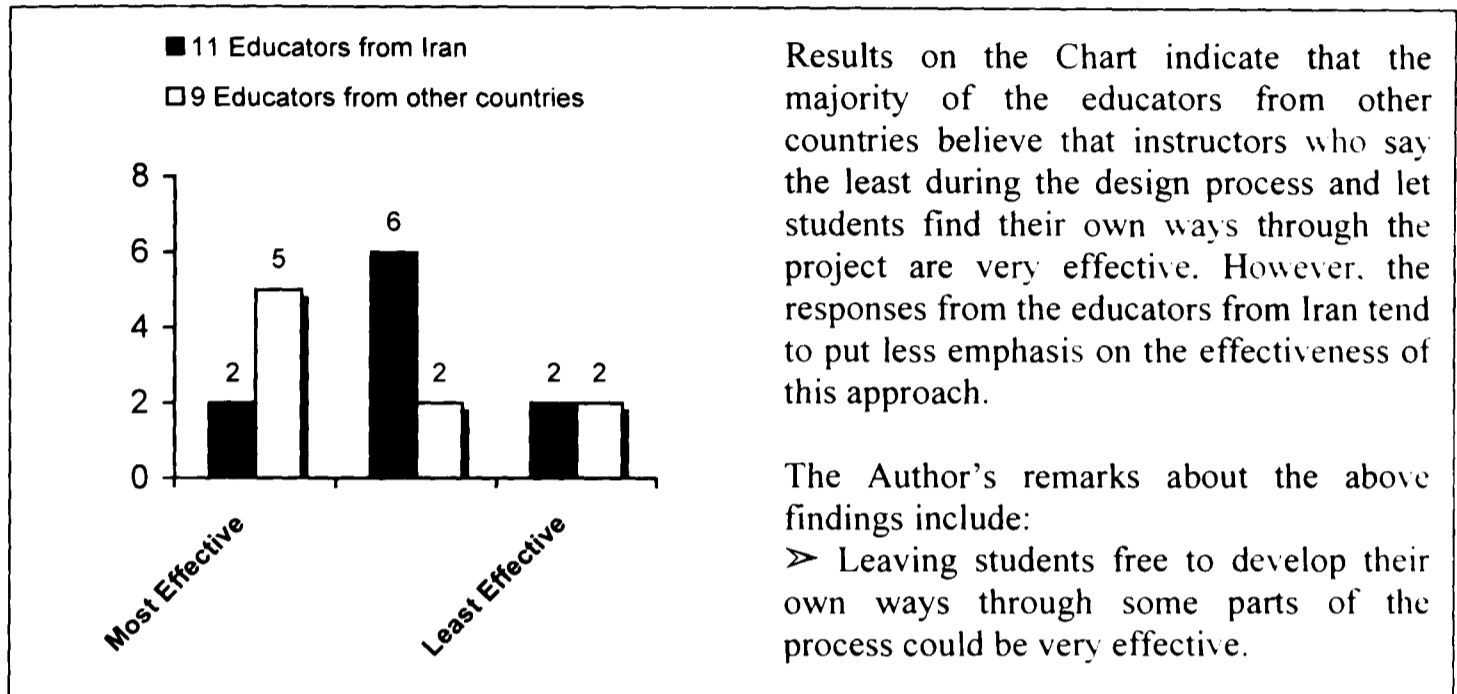 ■ 11 Educators from Iran
□ 9 Educators from other countries
8
6
4
2
0
2
5
6
2
2
2
Most Effective
Least Effective
Results on the Chart indicate that the
majority of the educators from other
countries believe that instructors who say
the least during the design process and let
students find their own ways through the
project are very effective. However. the
responses from the educators from Iran tend
to put less emphasis on the effectiveness of
this approach.
The Author's remarks about the above
findings include:
➢ Leaving students free to develop their
own ways through some parts of the
process could be very effective.